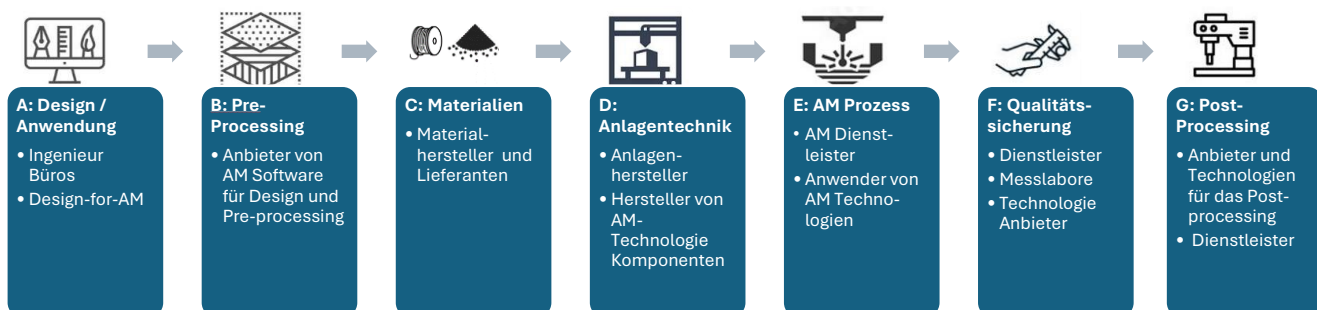 A: Design /
Anwendung
• Ingenieur
Büros
• Design-for-AM
B: Pre-
Processing
• Anbieter von
AM Software
für Design und
Pre-processing
C: Materialien
• Material-
hersteller und
Lieferanten
D:
Anlagentechnik
• Anlagen-
hersteller
• Hersteller von
AM-
Technologie
Komponenten
E: AM Prozess
• AM Dienst-
leister
• Anwender von
AM Techno-
logien
F: Qualitäts-
sicherung
• Dienstleister
• Messlabore
• Technologie
Anbieter
G: Post-
Processing
• Anbieter und
Technologien
für das Post-
processing
• Dienstleister